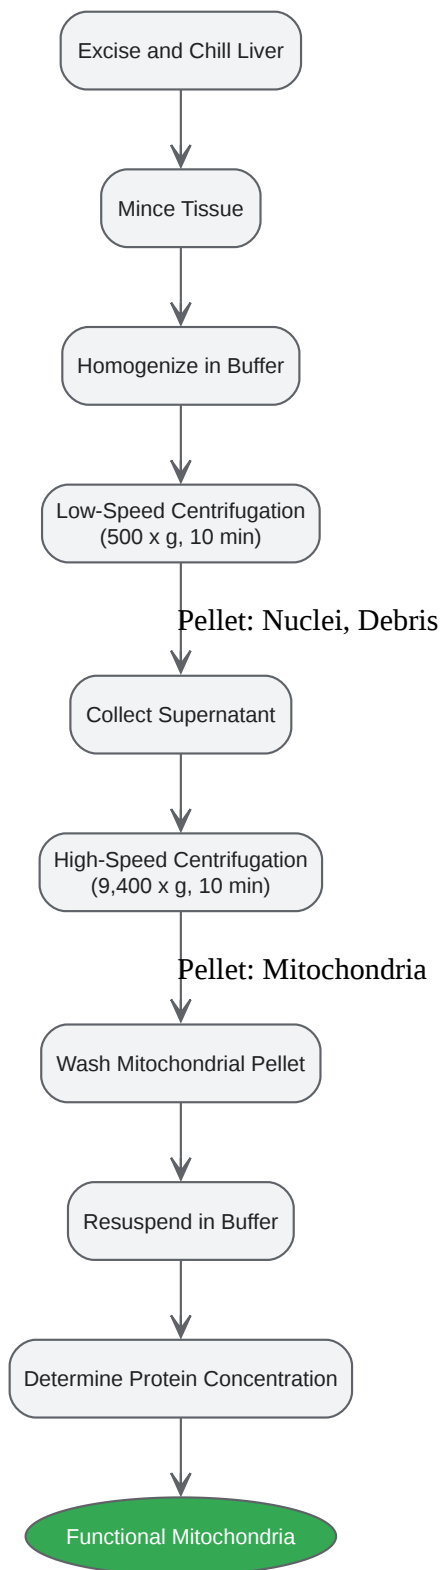 Excise and Chill Liver
Mince Tissue
Homogenize in Buffer
Low-Speed Centrifugation
(500 x g, 10 min)
Pellet: Nuclei, Debris
Collect Supernatant
High-Speed Centrifugation
(9,400 x g, 10 min)
Pellet: Mitochondria
Wash Mitochondrial Pellet
Resuspend in Buffer
Determine Protein Concentration
Functional Mitochondria